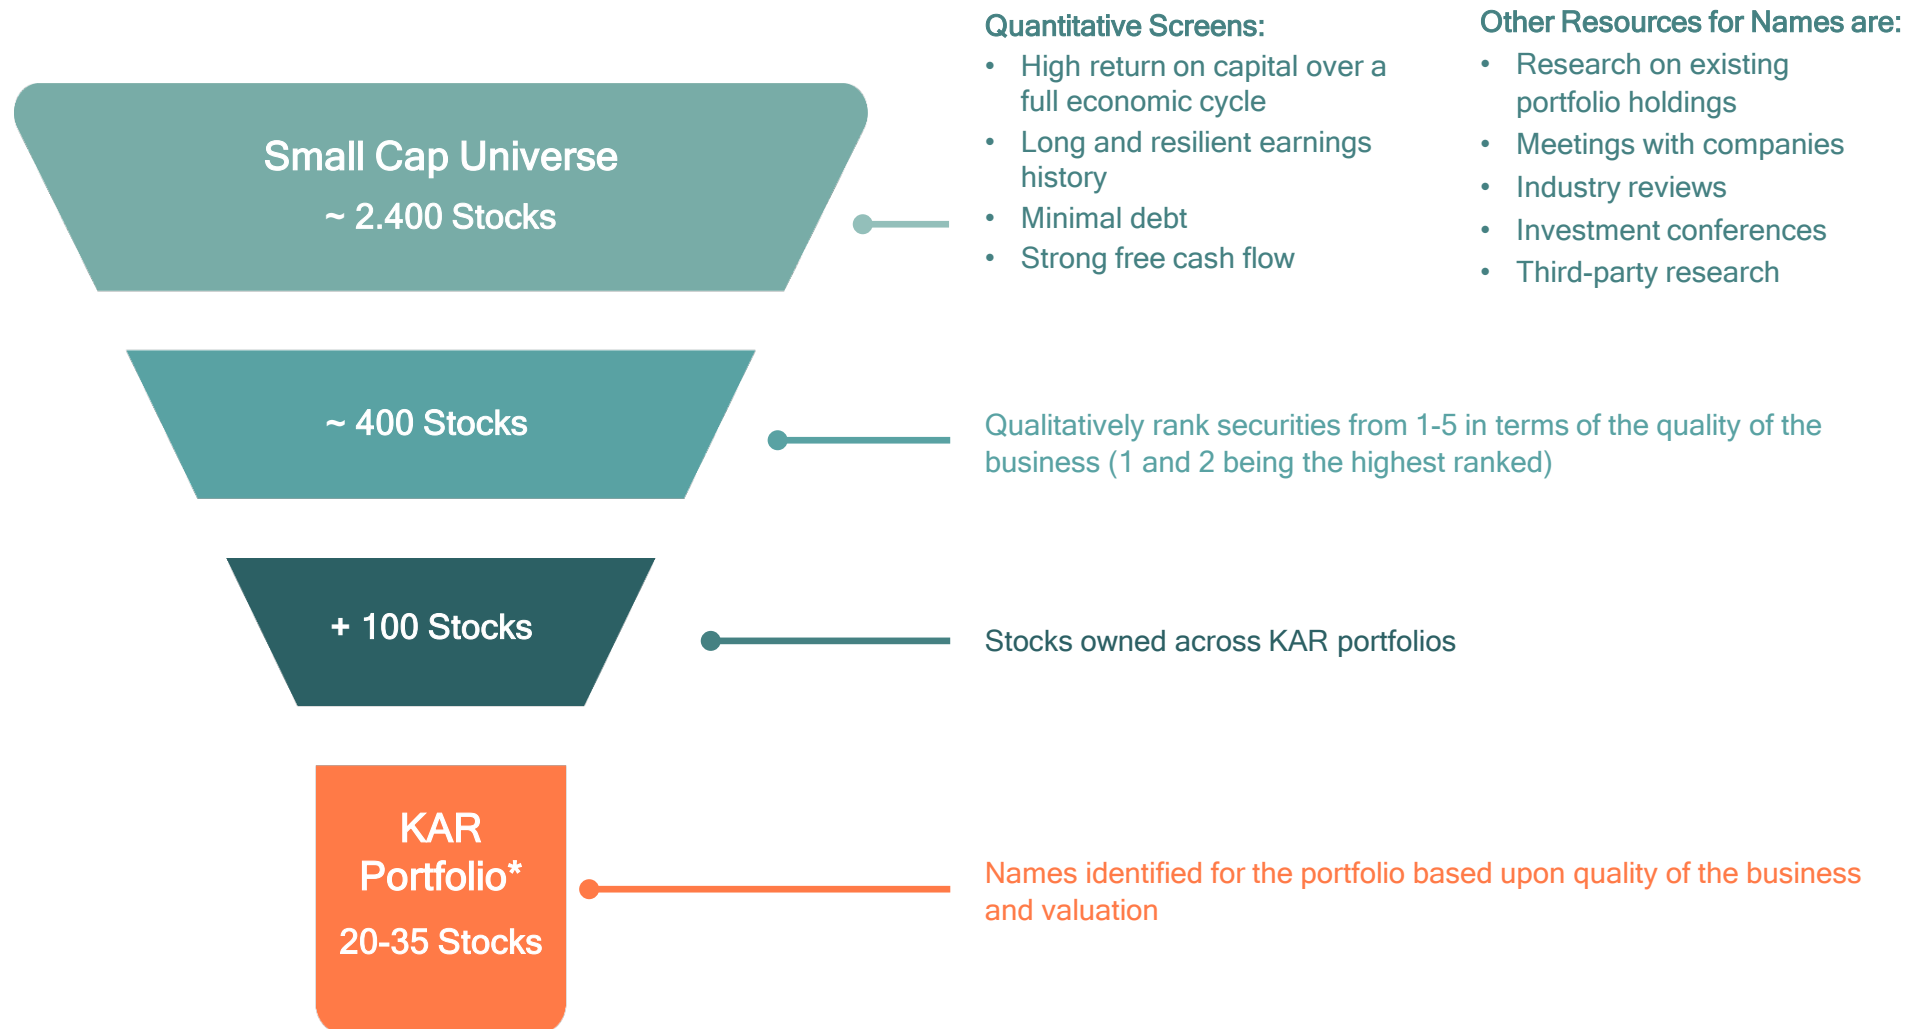 Small Cap Universe
~ 2.400 Stocks
Quantitative Screens:
• High return on capital over a
full economic cycle
• Long and resilient earnings
history
• Minimal debt
• Strong free cash flow
Other Resources for Names are:
• Research on existing
portfolio holdings
• Meetings with companies
• Industry reviews
• Investment conferences
• Third-party research
~ 400 Stocks
Qualitatively rank securities from 1-5 in terms of the quality of the
business (1 and 2 being the highest ranked)
+ 100 Stocks
Stocks owned across KAR portfolios
KAR
Portfolio*
20-35 Stocks
Names identified for the portfolio based upon quality of the business
and valuation